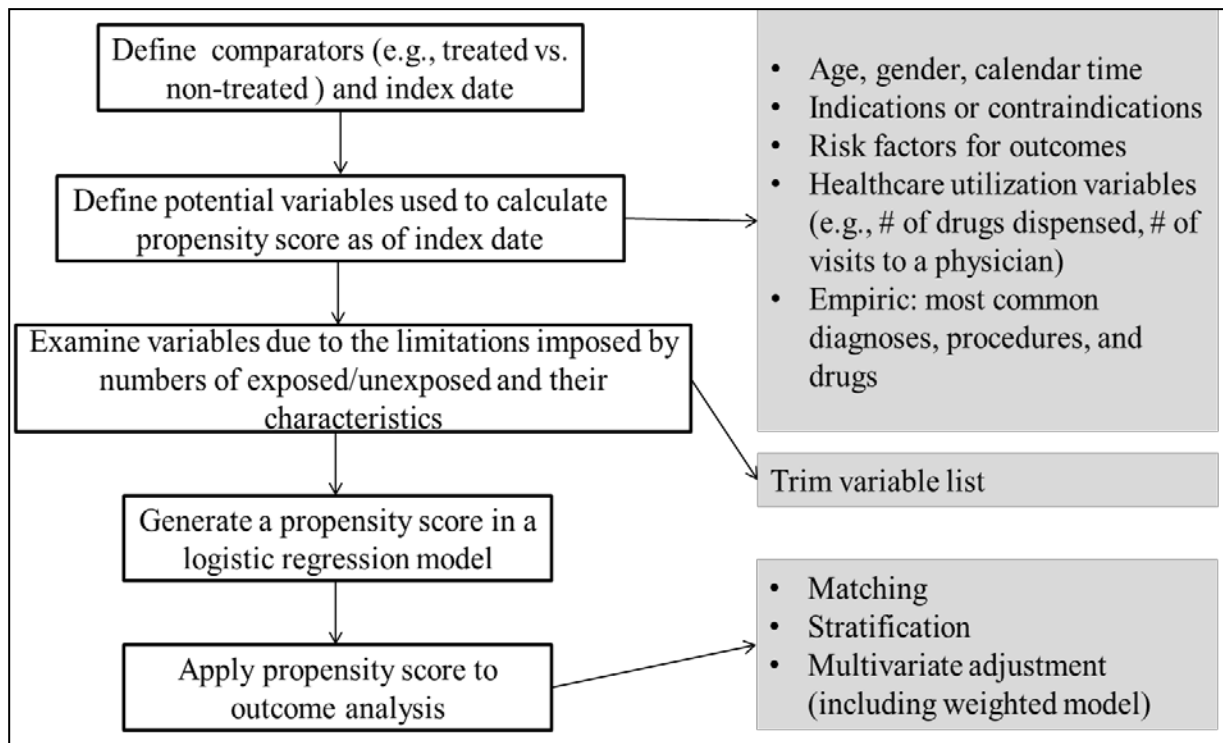 Define comparators (e.g., treated vs.
non-treated ) and index date
Define potential variables used to calculate
propensity score as of index date
Examine variables due to the limitations imposed by
numbers of exposed/unexposed and their
characteristics
Generate a propensity score in a
logistic regression model
Apply propensity score to
outcome analysis
• Age, gender, calendar time
• Indications or contraindications
• Risk factors for outcomes
• Healthcare utilization variables
(e.g., # of drugs dispensed, # of
visits to a physician)
• Empiric: most common
diagnoses, procedures, and
drugs
Trim variable list
• Matching
• Stratification
• Multivariate adjustment
(including weighted model)